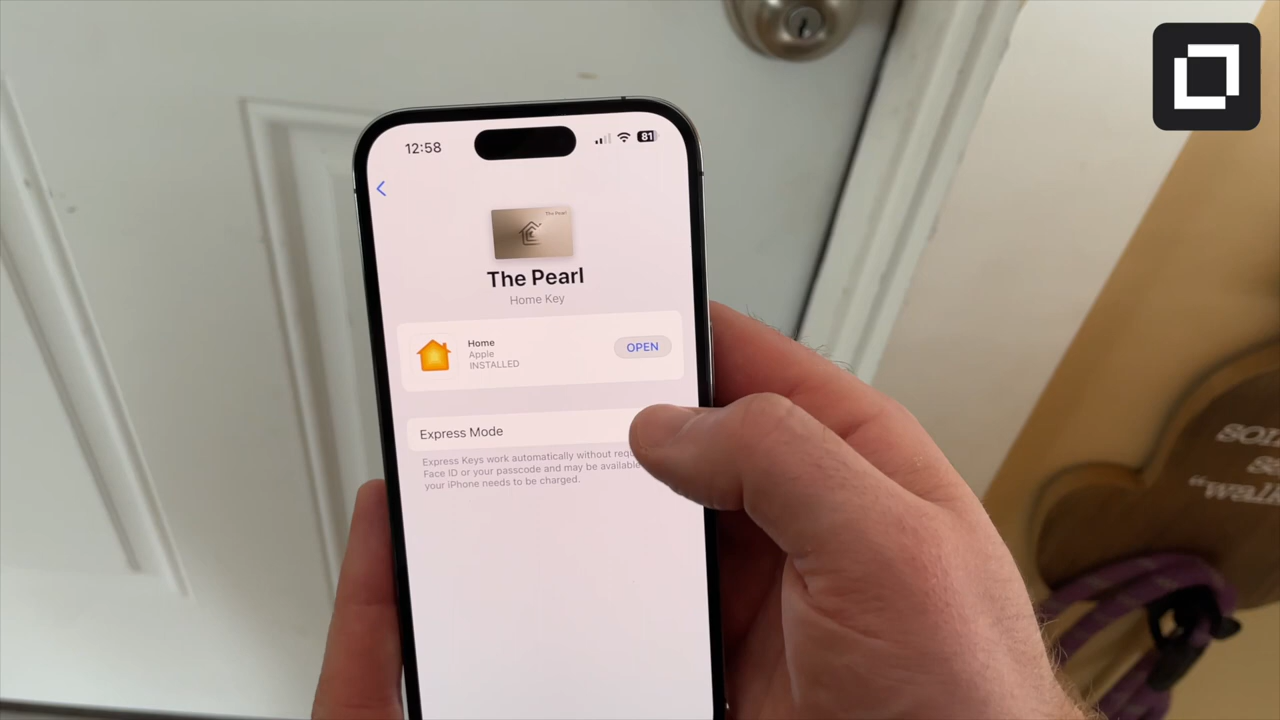 12:58
81
The Pearl
The Pearl
Home Key
Home
Apple
INSTALLED
OPEN
Express Mode
Express Keys work automatically without
Face ID or your passcode and may be available
your iPhone needs to be charged.